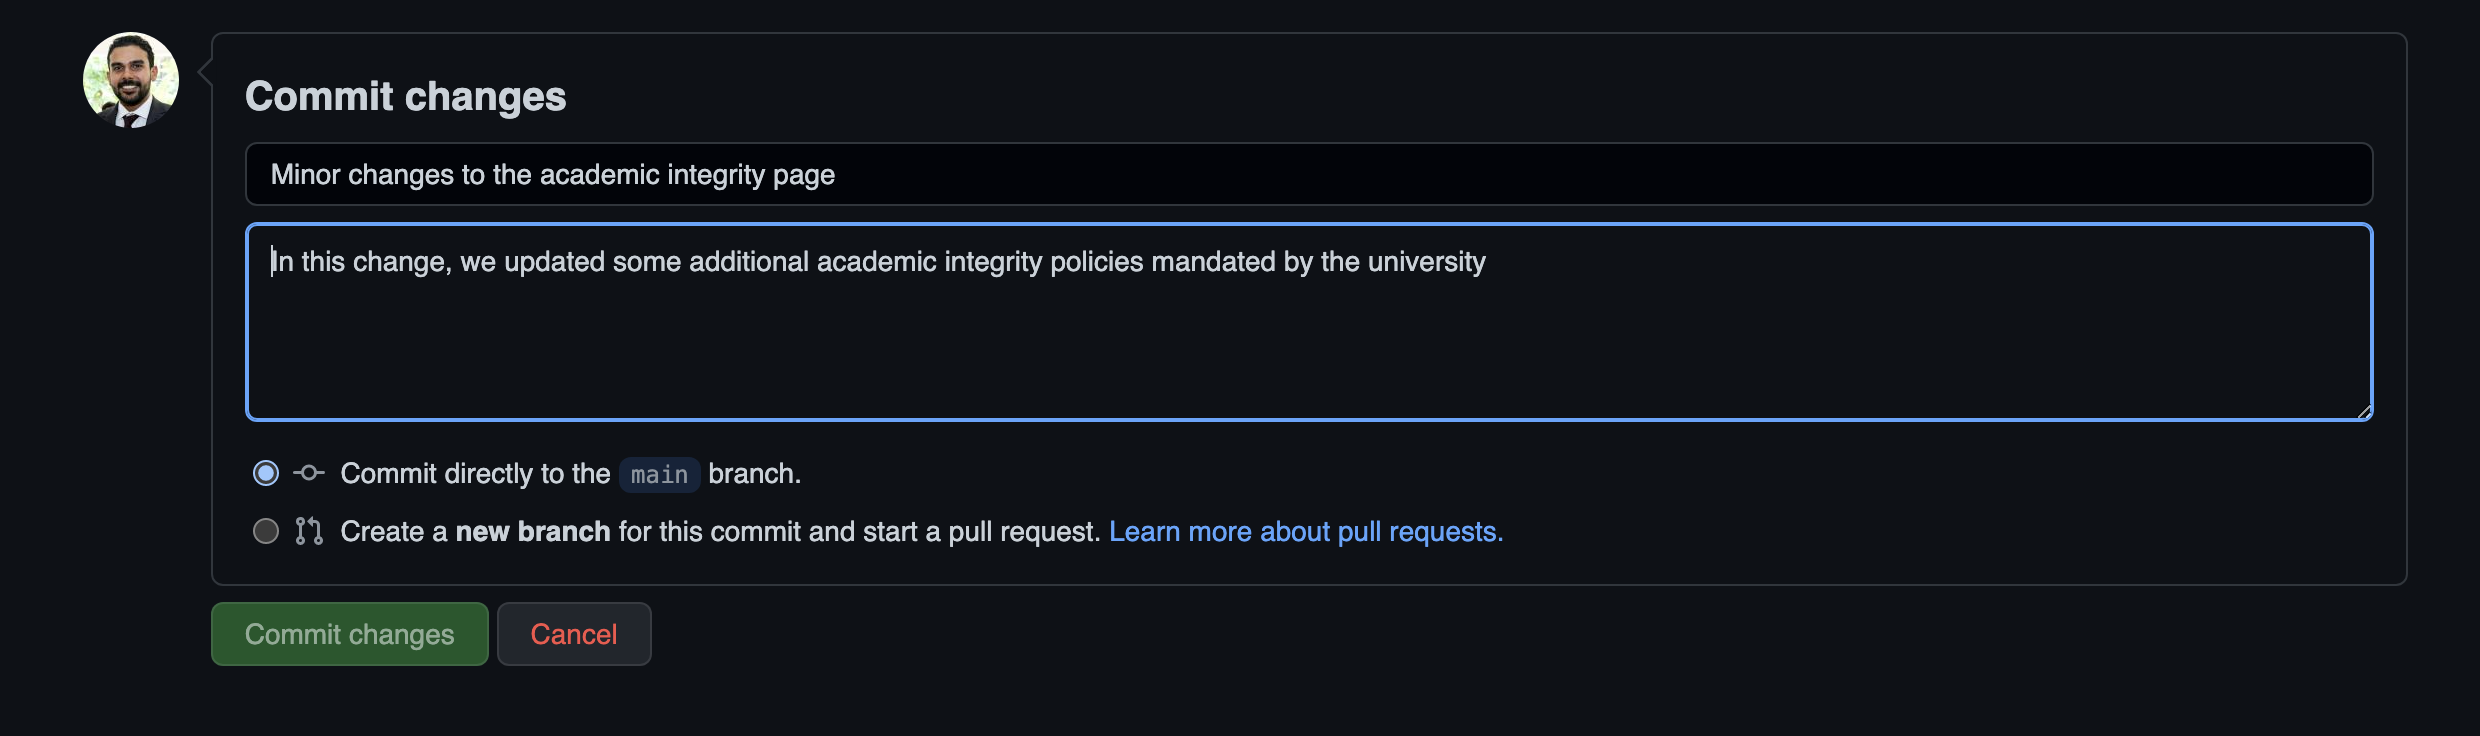 Commit changes
Minor changes to the academic integrity page
In this change, we updated some additional academic integrity policies mandated by the university
Commit directly to the main branch.
Create a new branch for this commit and start a pull request. Learn more about pull requests.
Commit changes Cancel